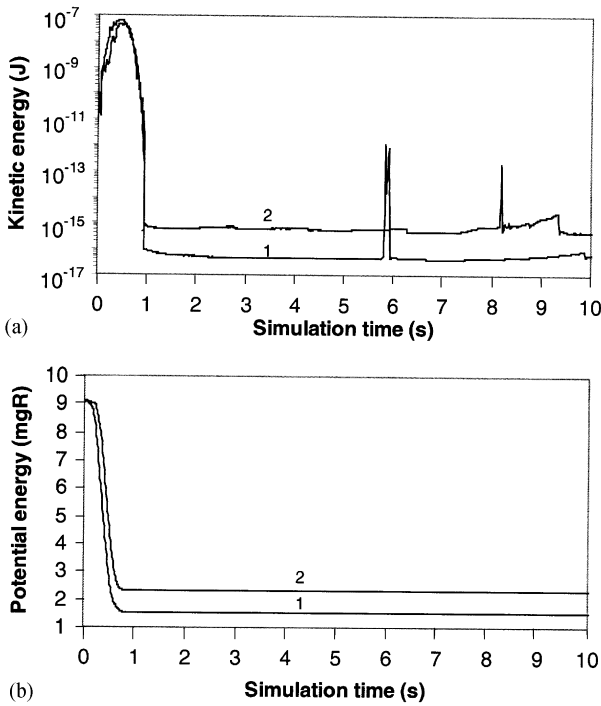 10⁻⁷
10⁻⁹
10⁻¹¹
10⁻¹³
10⁻¹⁵
10⁻¹⁷
Kinetic energy (J)
2
1
0 1 2 3 4 5 6 7 8 9 10
Simulation time (s)
(a)
10
9
8
7
6
5
4
3
2
1
Potential energy (mgR)
2
1
0 1 2 3 4 5 6 7 8 9 10
Simulation time (s)
(b)